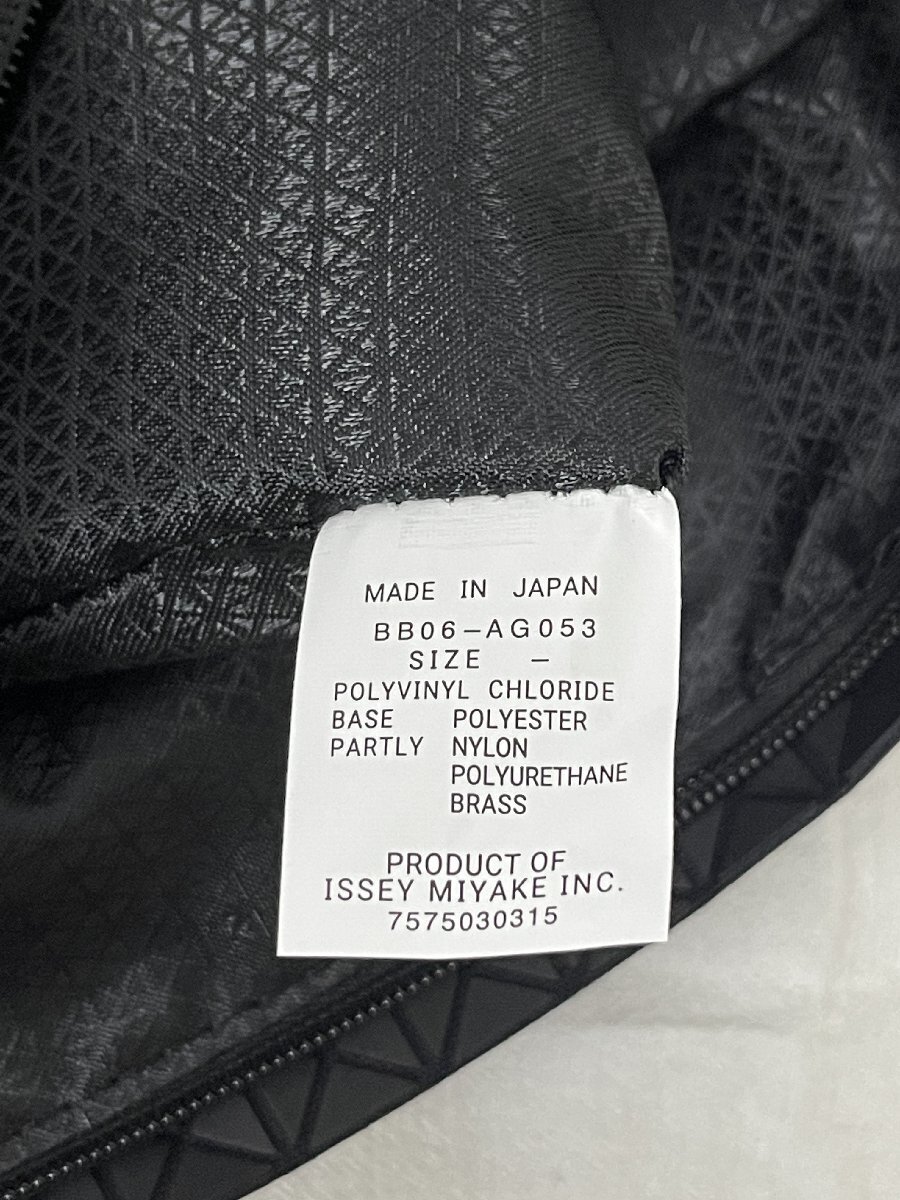 MADE IN JAPAN
BB06-AG053
SIZE -
POLYVINYL CHLORIDE
BASE POLYESTER
PARTLY NYLON
POLYURETHANE
BRASS
PRODUCT OF
ISSEY MIYAKE INC.
7575030315